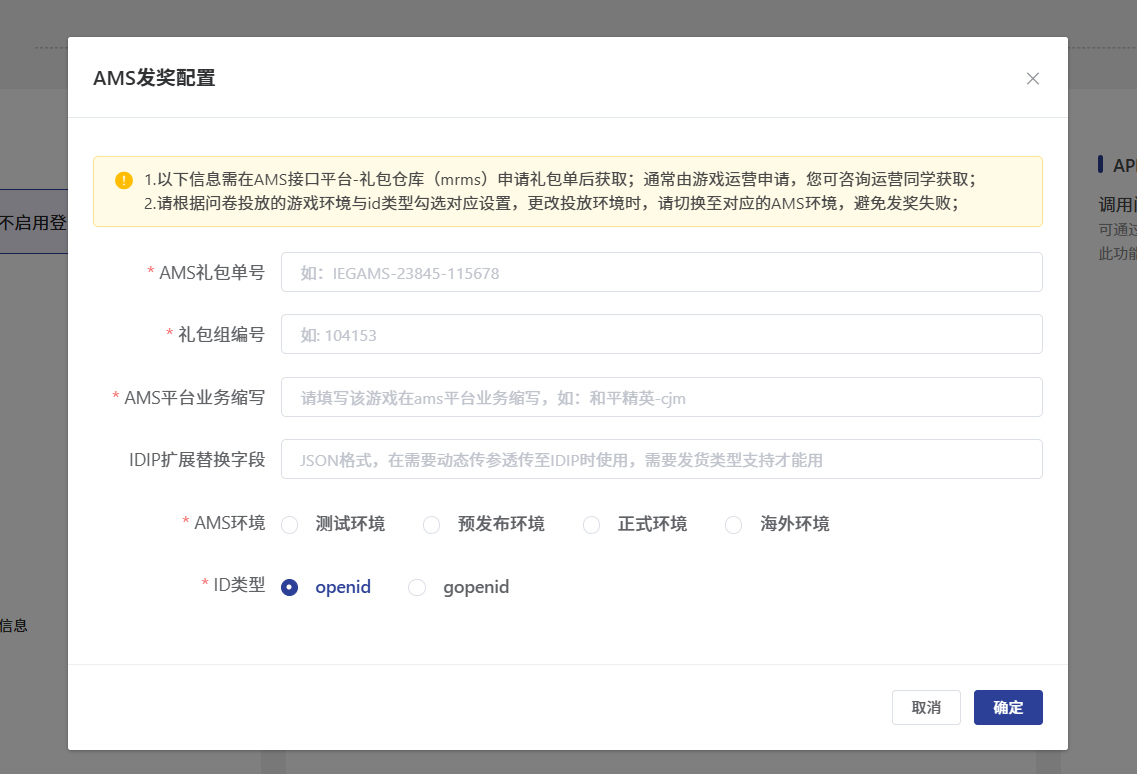 AMS发奖配置
1.以下信息需在AMS接口平台-礼包仓库（mrms）申请礼包单后获取；通常由游戏运营申请，您可咨询运营同学获取；
2.请根据问卷投放的游戏环境与id类型勾选对应设置，更改投放环境时，请切换至对应的AMS环境，避免发奖失败；
* AMS礼包单号
如：IEGAMS-23845-115678
* 礼包组编号
如: 104153
* AMS平台业务缩写
请填写该游戏在ams平台业务缩写，如：和平精英-cjm
IDIP扩展替换字段
JSON格式，在需要动态传参透传至IDIP时使用，需要发货类型支持才能用
* AMS环境
测试环境
预发布环境
正式环境
海外环境
* ID类型
openid
gopenid
取消
确定
不启用登
信息
API
调用
可通过
此功能